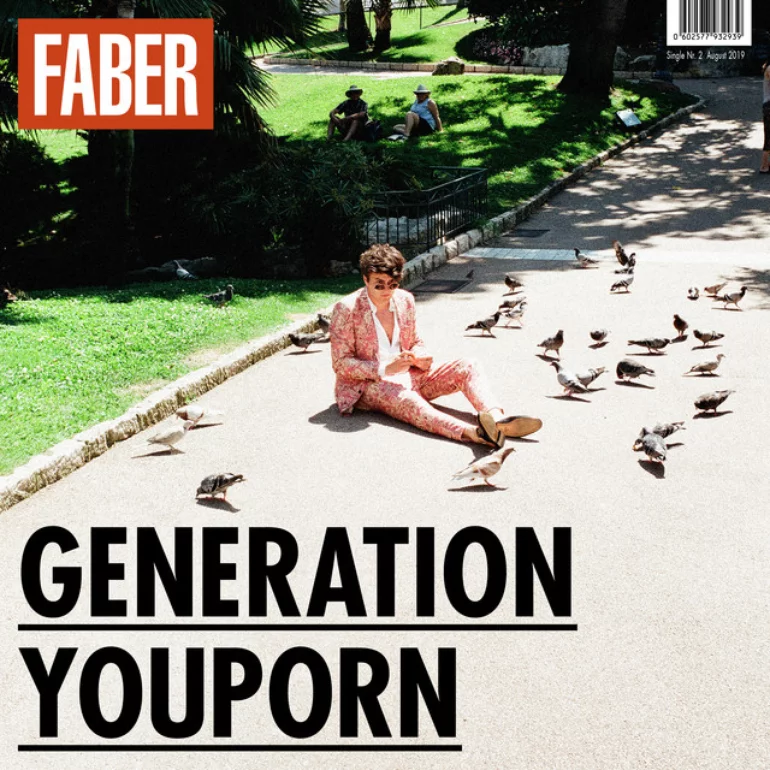 FABER
0"602577"932939"
Single Nr. 2 August 2019
GENERATION
YOUPORN